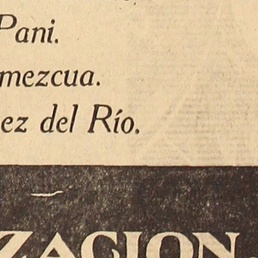 Pani.
mezcua.
ez del Río.
ZACION